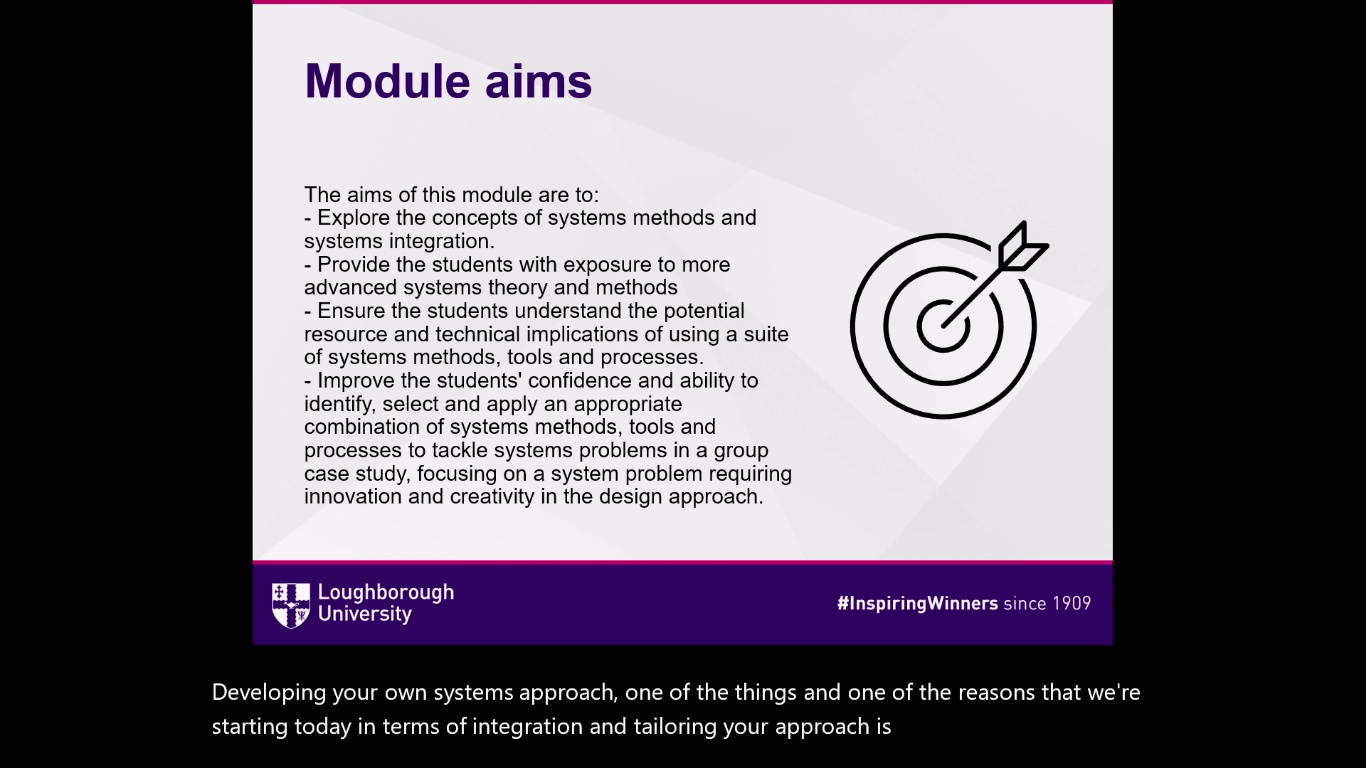 Module aims
The aims of this module are to:
- Explore the concepts of systems methods and
systems integration.
- Provide the students with exposure to more
advanced systems theory and methods
- Ensure the students understand the potential
resource and technical implications of using a suite
of systems methods, tools and processes.
- Improve the students' confidence and ability to
identify, select and apply an appropriate
combination of systems methods, tools and
processes to tackle systems problems in a group
case study, focusing on a system problem requiring
innovation and creativity in the design approach.
Loughborough
University
#InspiringWinners since 1909
Developing your own systems approach, one of the things and one of the reasons that we're
starting today in terms of integration and tailoring your approach is